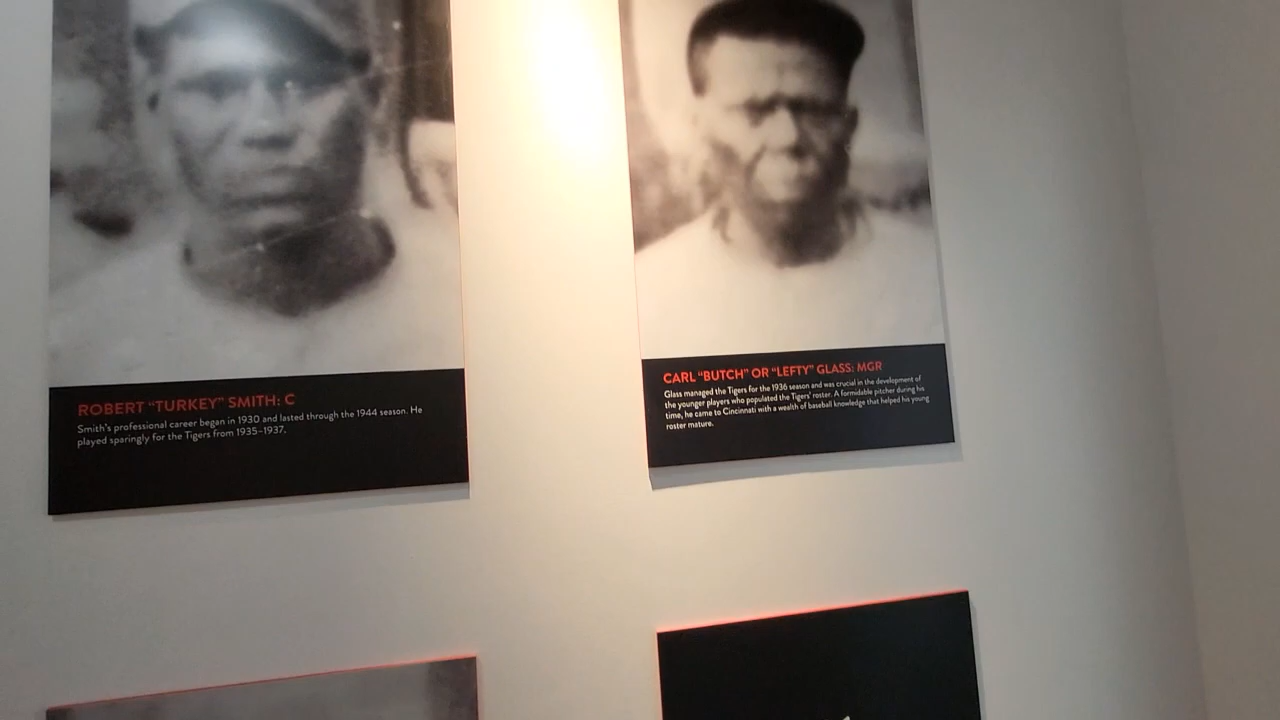 ROBERT “TURKEY” SMITH: C
Smith's professional career began in 1930 and lasted through the 1944 season. He
played sparingly for the Tigers from 1935–1937.
CARL “BUTCH” OR “LEFTY” GLASS: MGR
Glass managed the Tigers for the 1936 season and was crucial in the development of
the younger players who populated the Tigers' roster. A formidable pitcher during his
time, he came to Cincinnati with a wealth of baseball knowledge that helped his young
roster mature.